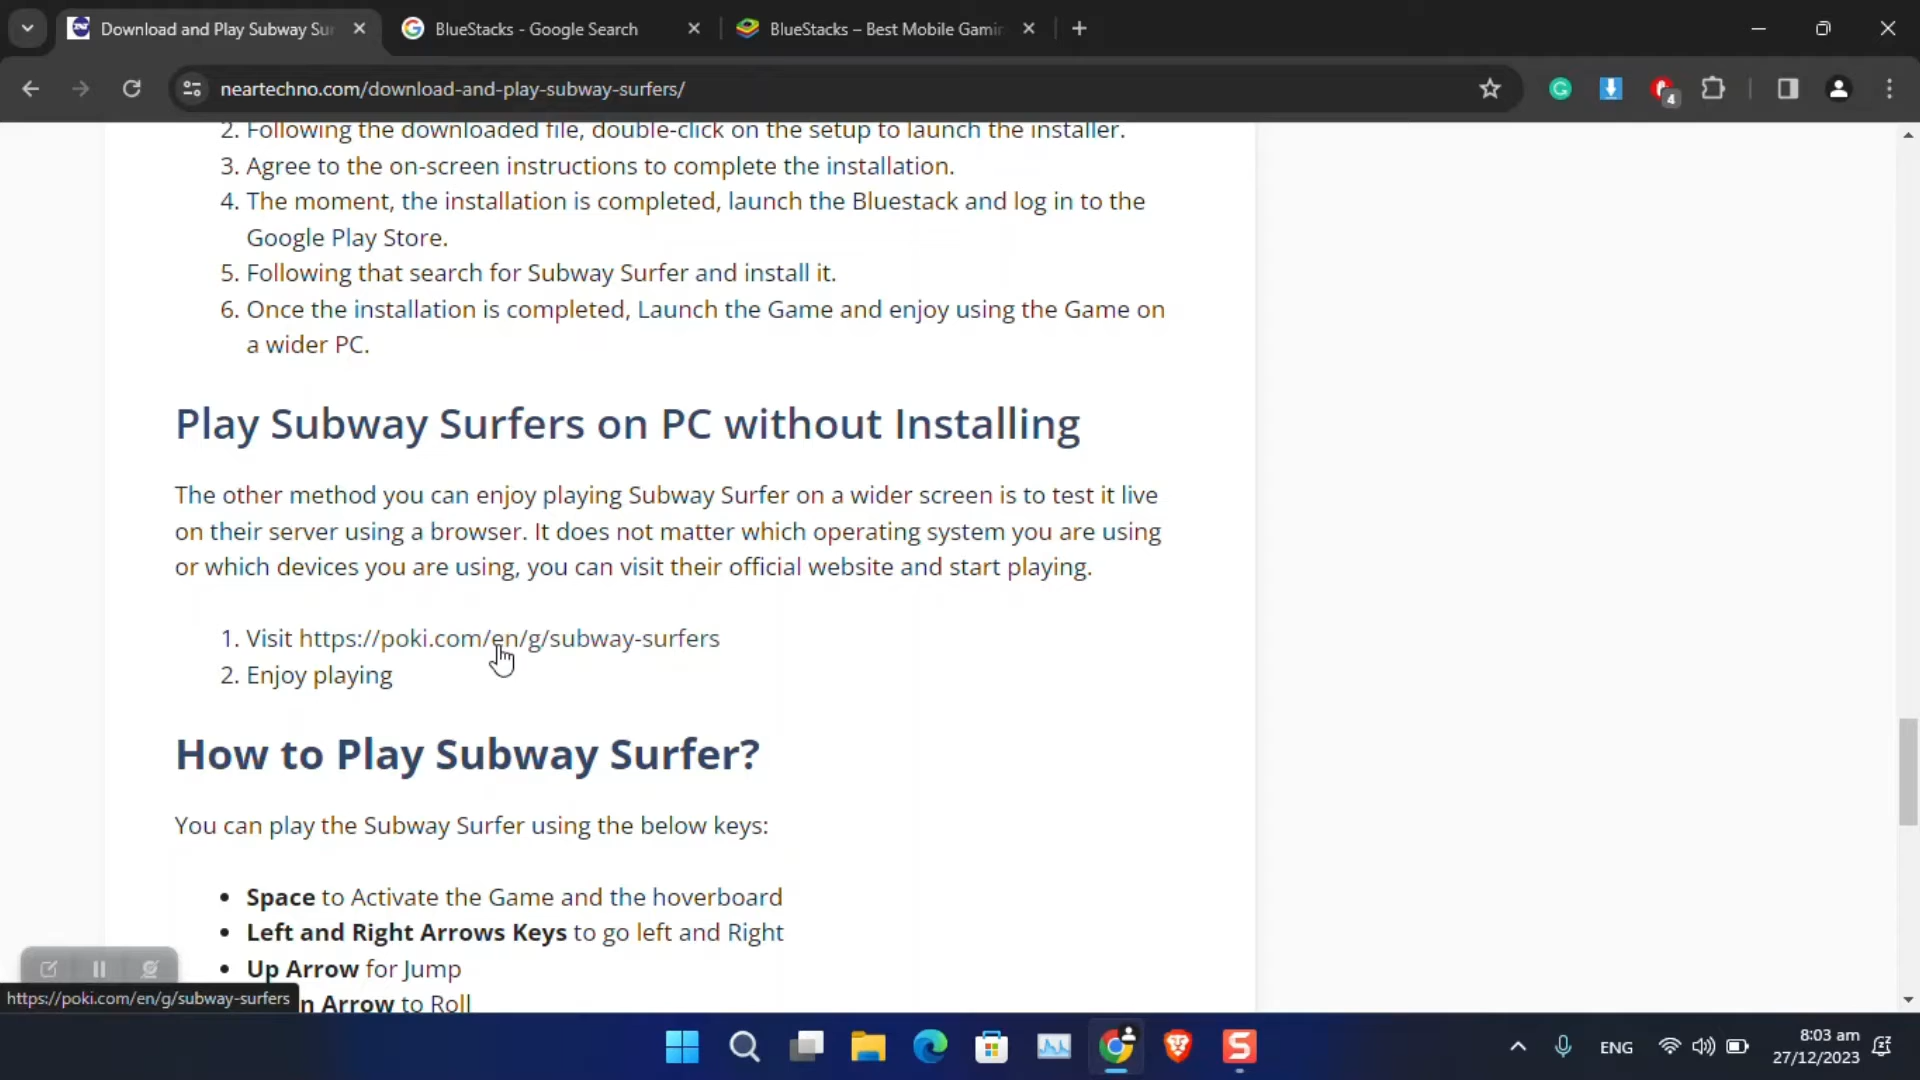 Download and Play Subway Su
BlueStacks - Google Search
BlueStacks – Best Mobile Gami
neartechno.com/download-and-play-subway-surfers/
4
2. Following the downloaded file, double-click on the setup to launch the installer.
3. Agree to the on-screen instructions to complete the installation.
4. The moment, the installation is completed, launch the Bluestack and log in to the
Google Play Store.
5. Following that search for Subway Surfer and install it.
6. Once the installation is completed, Launch the Game and enjoy using the Game on
a wider PC.
Play Subway Surfers on PC without Installing
The other method you can enjoy playing Subway Surfer on a wider screen is to test it live
on their server using a browser. It does not matter which operating system you are using
or which devices you are using, you can visit their official website and start playing.
1. Visit https://poki.com/en/g/subway-surfers
2. Enjoy playing
How to Play Subway Surfer?
You can play the Subway Surfer using the below keys:
• Space to Activate the Game and the hoverboard
• Left and Right Arrows Keys to go left and Right
• Up Arrow for Jump
n Arrow to Roll
https://poki.com/en/g/subway-surfers
ENG
8:03 am
27/12/2023